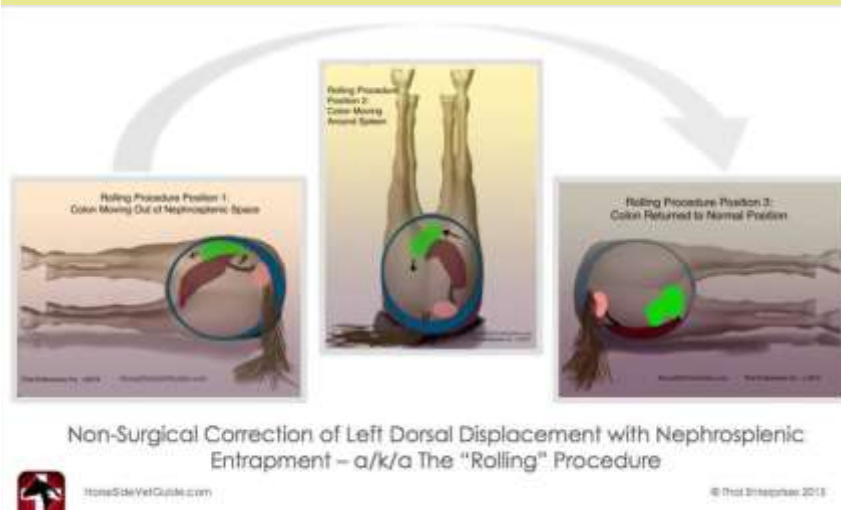 Rolling Procedure Position 1:
Colon Moving Out of Nephrosplenic Space
Rolling Procedure
Position 2:
Colon Moving
Around Spleen
Rolling Procedure Position 3:
Colon Returned to Normal Position
Non-Surgical Correction of Left Dorsal Displacement with Nephrosplenic
Entrapment – a/k/a The “Rolling” Procedure
HorseSideVetGuide.com
© Thal Enterprises 2015